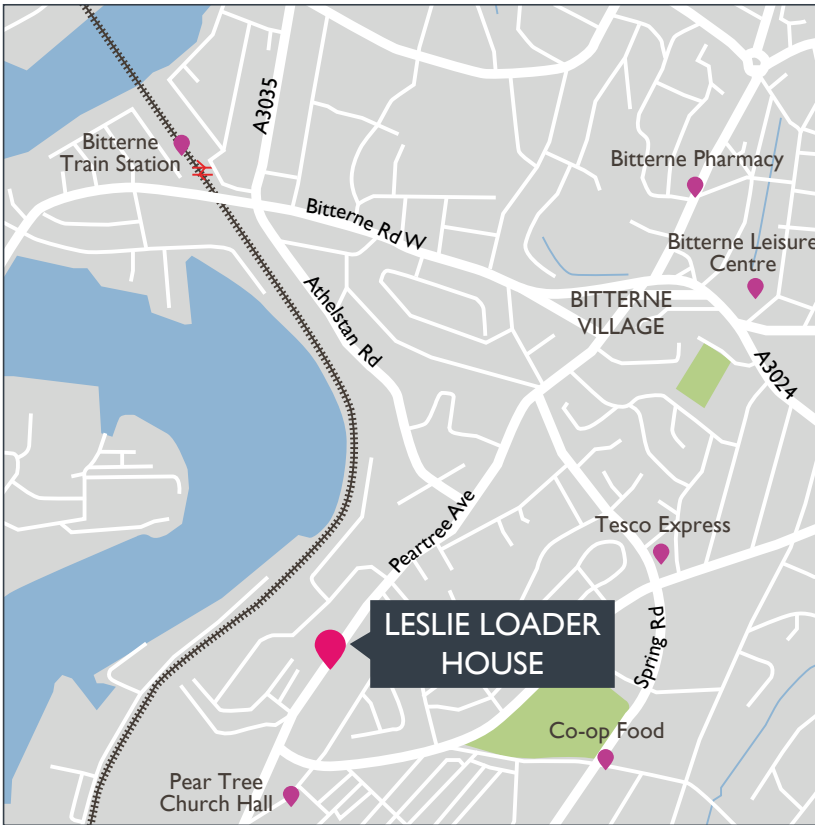 A3035
Bitterne
Train Station
Bitterne Pharmacy
Bitterne Rd W
Bitterne Leisure
Centre
BITTERNE
VILLAGE
Athelstan Rd
A3024
Peartree Ave
Tesco Express
LESLIE LOADER
HOUSE
Spring Rd
Co-op Food
Pear Tree
Church Hall